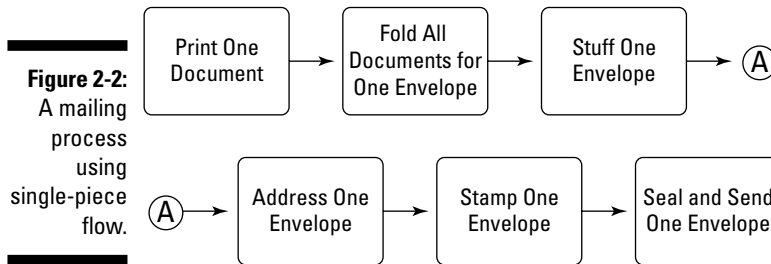 Figure 2-2:
A mailing
process
using
single-piece
flow.
Print One
Document
Fold All
Documents for
One Envelope
Stuff One
Envelope
A
A
Address One
Envelope
Stamp One
Envelope
Seal and Send
One Envelope